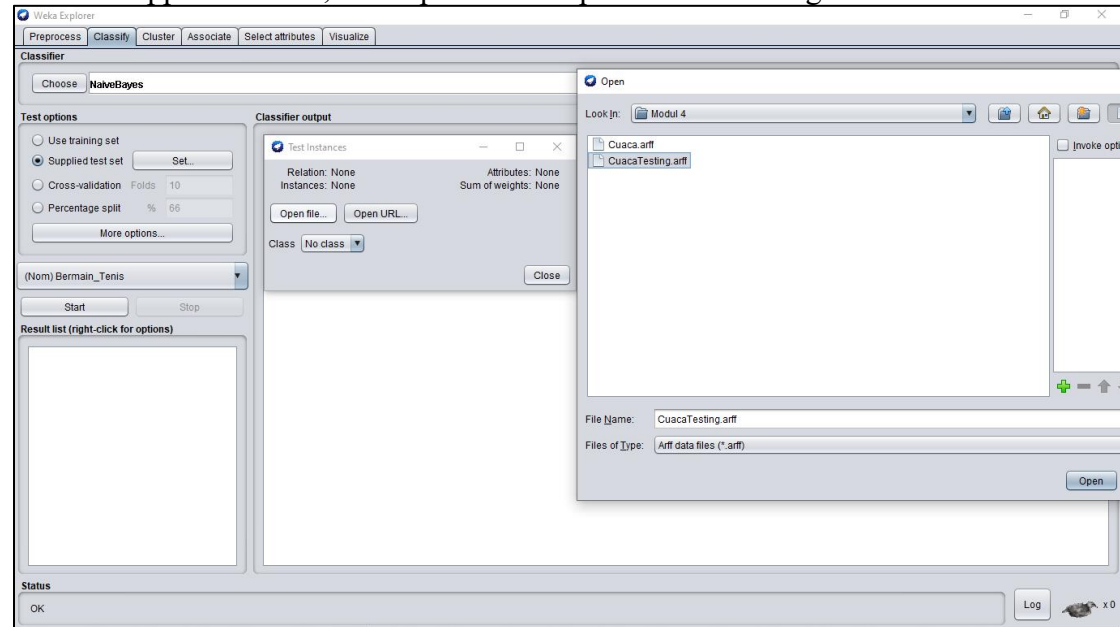 Weka Explorer
Preprocess Classify Cluster Associate Select attributes Visualize
Classifier
Choose NaiveBayes
Test options
Use training set
Supplied test set Set...
Cross-validation Folds 10
Percentage split % 66
More options...
(Nom) Bermain_Tenis
Start Stop
Result list (right-click for options)
Classifier output
Test Instances
Relation: None Attributes: None
Instances: None Sum of weights: None
Open file... Open URL...
Class No class
Close
Open
Look In: Modul 4
Cuaca.arff
CuacaTesting.arff
Invoke opti
File Name: CuacaTesting.arff
Files of Type: Arff data files (*.arff)
Open
Status
OK
Log x 0